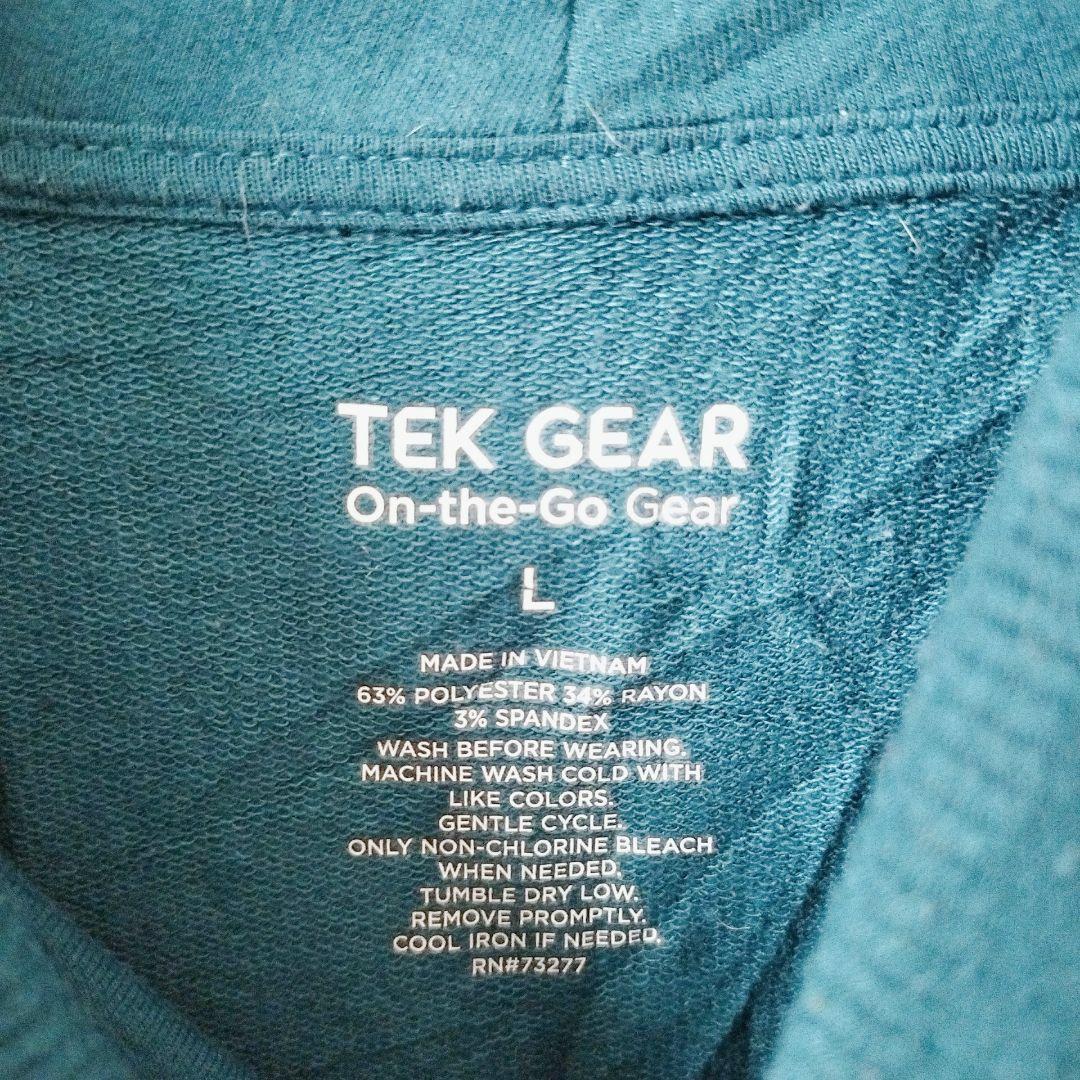 TEK GEAR
On-the-Go Gear
L
MADE IN VIETNAM
63% POLYESTER 34% RAYON
3% SPANDEX
WASH BEFORE WEARING.
MACHINE WASH COLD WITH
LIKE COLORS.
GENTLE CYCLE.
ONLY NON-CHLORINE BLEACH
WHEN NEEDED.
TUMBLE DRY LOW.
REMOVE PROMPTLY.
COOL IRON IF NEEDED.
RN#73277